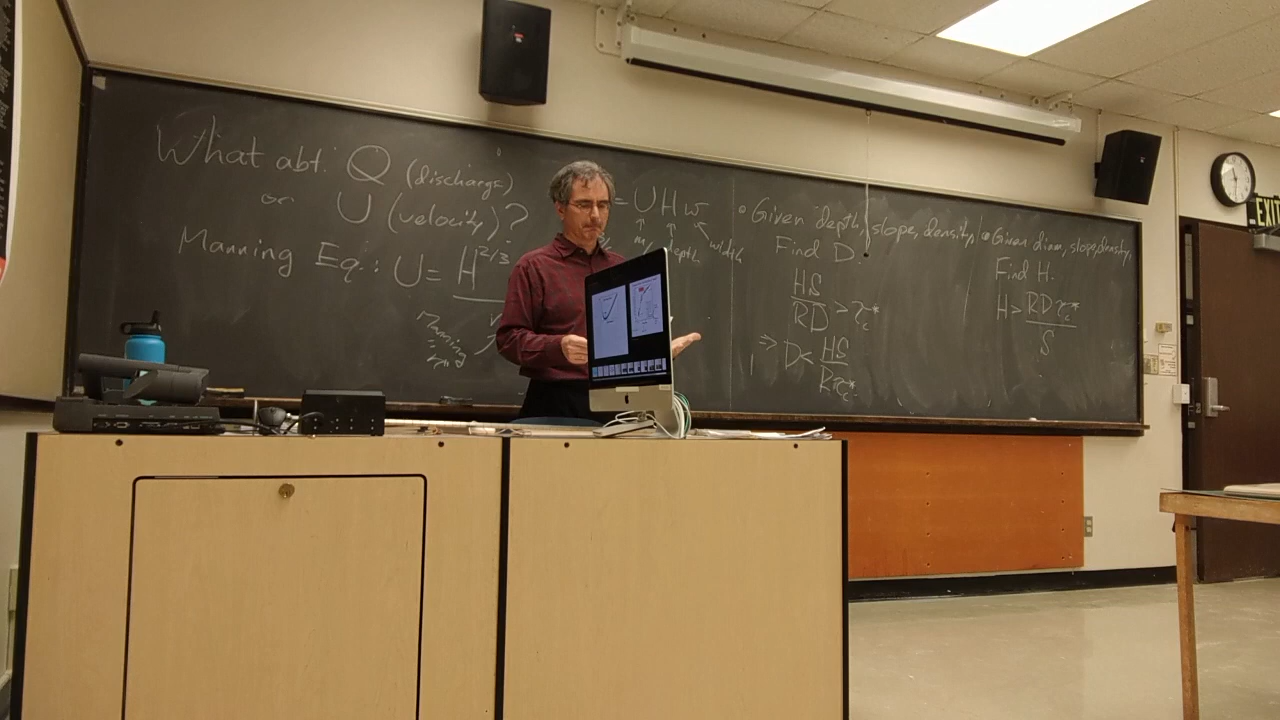 What abt. Q (discharge)
or U (velocity)?
Manning Eq.: U = H^2/3
Manning
"n"
= U H w
depth width
• Given depth, slope, density,
Find D.
HS
RD > τc*
⇒ D < HS
Rτc*
• Given diam, slope, density,
Find H.
H > RDτc*
S
EXIT